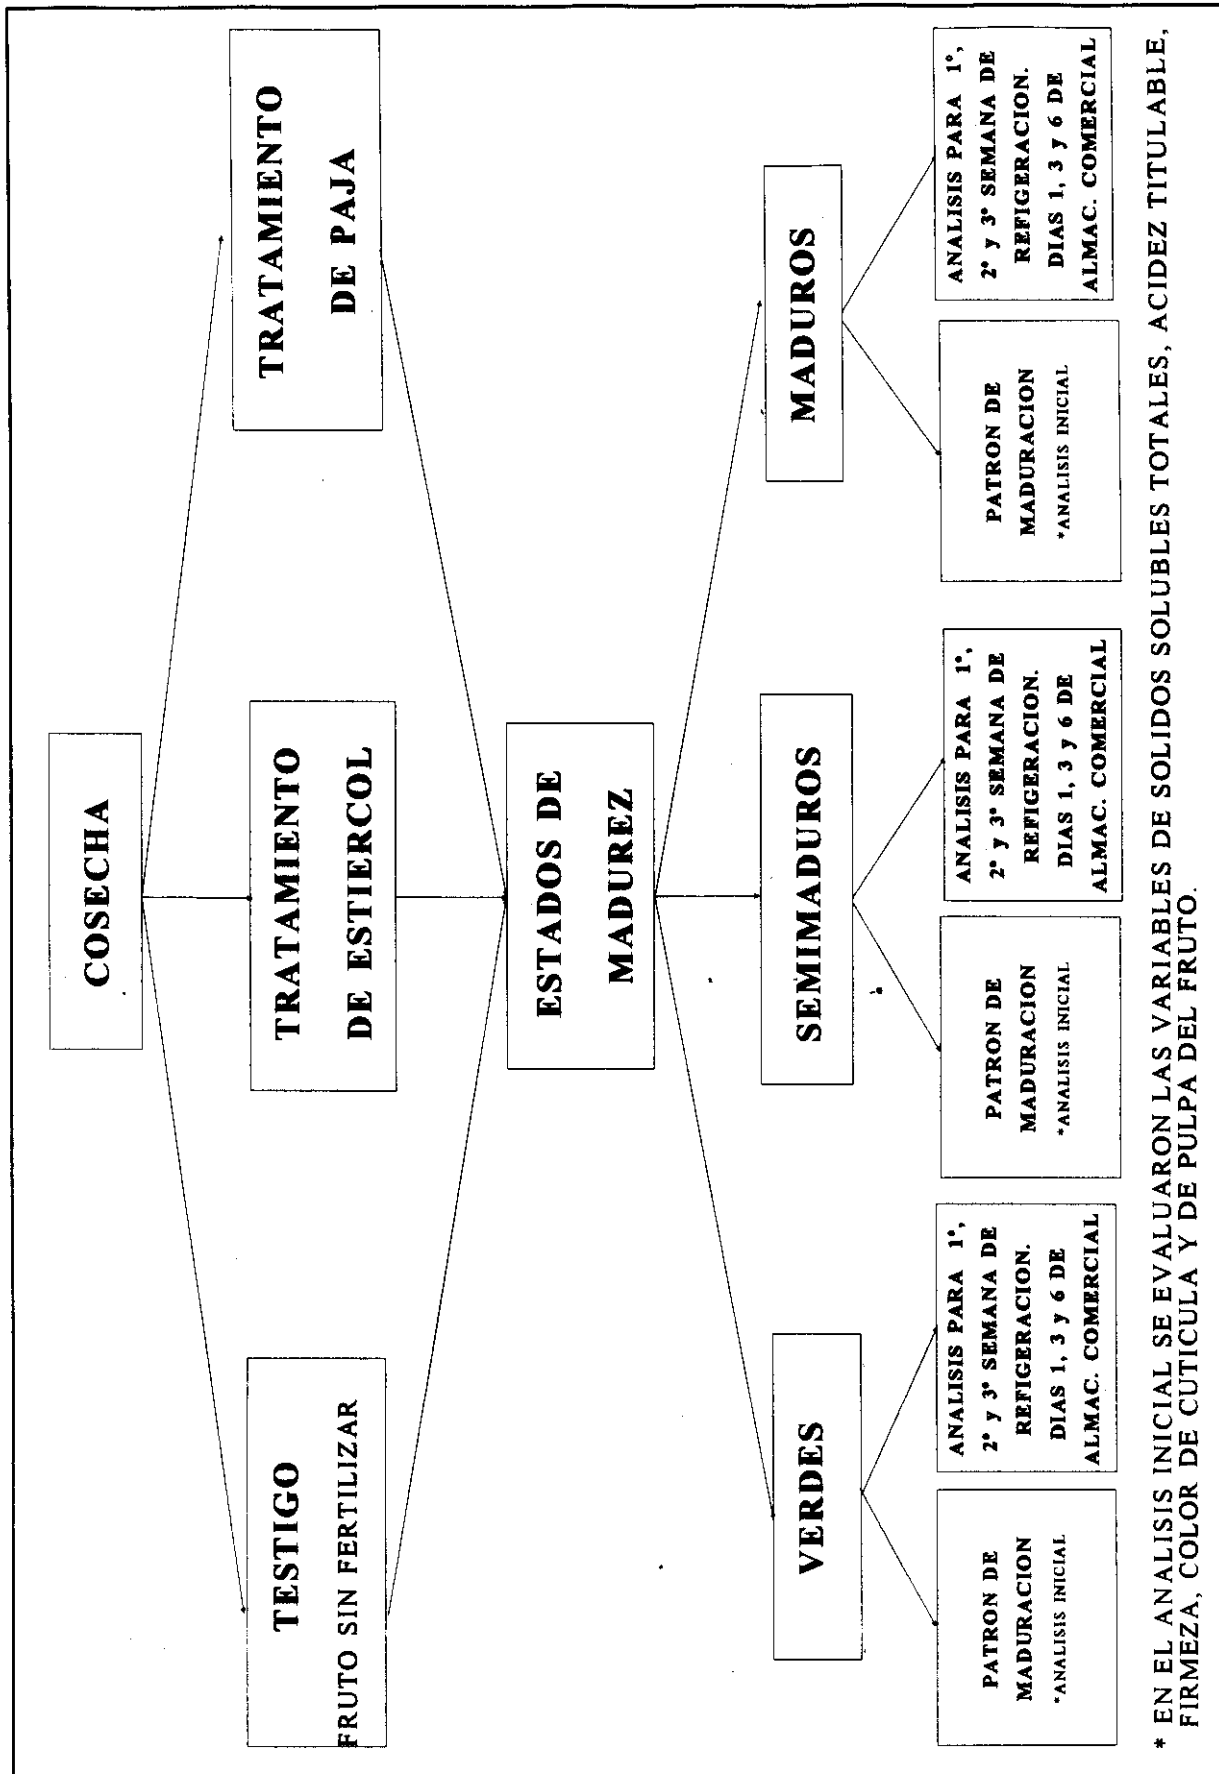 COSECHA
TESTIGO
FRUTO SIN FERTILIZAR
TRATAMIENTO
DE ESTIERCOL
TRATAMIENTO
DE PAJA
ESTADOS DE
MADUREZ
VERDES
SEMIMADUROS
MADUROS
PATRON DE
MADURACION
*ANALISIS INICIAL
ANALISIS PARA 1°,
2° y 3° SEMANA DE
REFIGERACION.
DIAS 1, 3 y 6 DE
ALMAC. COMERCIAL
PATRON DE
MADURACION
*ANALISIS INICIAL
ANALISIS PARA 1°,
2° y 3° SEMANA DE
REFIGERACION.
DIAS 1, 3 y 6 DE
ALMAC. COMERCIAL
PATRON DE
MADURACION
*ANALISIS INICIAL
ANALISIS PARA 1°,
2° y 3° SEMANA DE
REFIGERACION.
DIAS 1, 3 y 6 DE
ALMAC. COMERCIAL
* EN EL ANALISIS INICIAL SE EVALUARON LAS VARIABLES DE SOLIDOS SOLUBLES TOTALES, ACIDEZ TITULABLE,
FIRMEZA, COLOR DE CUTICULA Y DE PULPA DEL FRUTO.